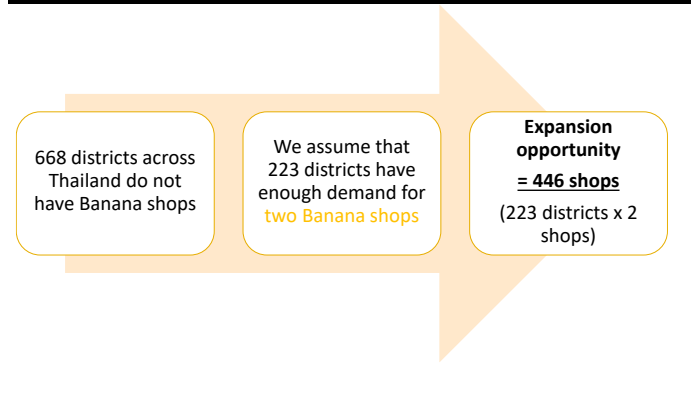 668 districts across
Thailand do not
have Banana shops
We assume that
223 districts have
enough demand for
two Banana shops
Expansion
opportunity
= 446 shops
(223 districts x 2
shops)